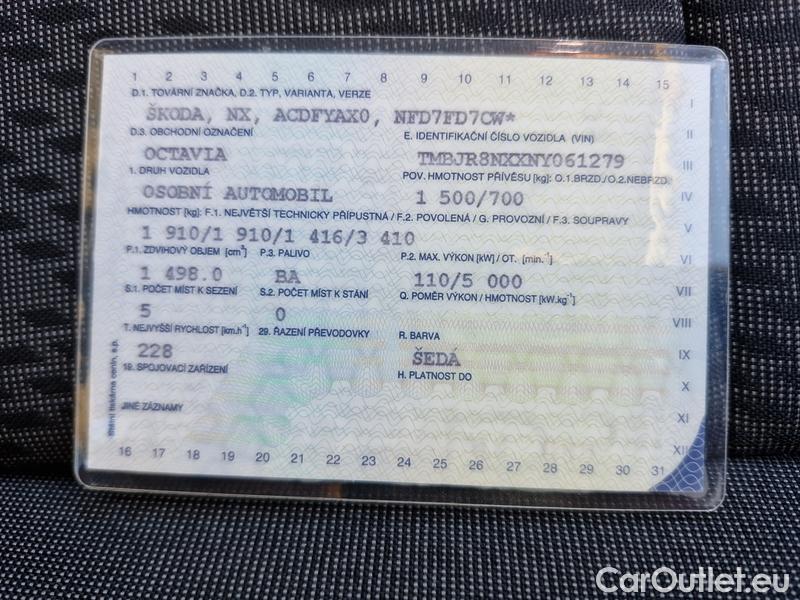 1 2 3 4 5 6 7 8 9 10 11 12 13 14 15
D.1. TOVÁRNÍ ZNAČKA, D.2. TYP, VARIANTA, VERZE
I
ŠKODA, NX, ACDFYAX0, NFD7FD7CW*
D.3. OBCHODNÍ OZNAČENÍ E. IDENTIFIKAČNÍ ČÍSLO VOZIDLA (VIN)
II
OCTAVIA TMBJR8NXXNY061279
III
1. DRUH VOZIDLA POV. HMOTNOST PŘÍVĚSU [kg]: O.1.BRZD./O.2.NEBRZD.
OSOBNÍ AUTOMOBIL 1 500/700
IV
HMOTNOST [kg]: F.1. NEJVĚTŠÍ TECHNICKY PŘÍPUSTNÁ / F.2. POVOLENÁ / G. PROVOZNÍ / F.3. SOUPRAVY
V
1 910/1 910/1 416/3 410
P.1. ZDVIHOVÝ OBJEM [cm³] P.3. PALIVO P.2. MAX. VÝKON [kW] / OT. [min.⁻¹]
VI
1 498.0 BA 110/5 000
S.1. POČET MÍST K SEZENÍ S.2. POČET MÍST K STÁNÍ Q. POMĚR VÝKON / HMOTNOST [kW.kg⁻¹]
VII
5 0
VIII
T. NEJVYŠŠÍ RYCHLOST [km.h⁻¹] 29. ŘAZENÍ PŘEVODOVKY R. BARVA
228 ŠEDÁ
IX
19. SPOJOVACÍ ZAŘÍZENÍ H. PLATNOST DO
X
JINÉ ZÁZNAMY
XI
XII
16 17 18 19 20 21 22 23 24 25 26 27 28 29 30 31
tiskárna cenin, s.p.
CarOutlet.eu